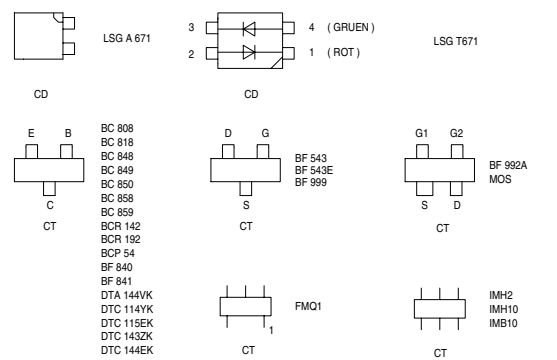 LSG A 671
CD
3
4 ( GRUEN )
2
1 ( ROT )
CD
LSG T671
E B
C
CT
BC 808
BC 818
BC 848
BC 849
BC 850
BC 858
BC 859
BCR 142
BCR 192
BCP 54
BF 840
BF 841
DTA 144VK
DTC 114YK
DTC 115EK
DTC 143ZK
DTC 144EK
D G
S
CT
BF 543
BF 543E
BF 999
G1 G2
S D
CT
BF 992A
MOS
FMQ1
1
CT
IMH2
IMH10
IMB10
CT